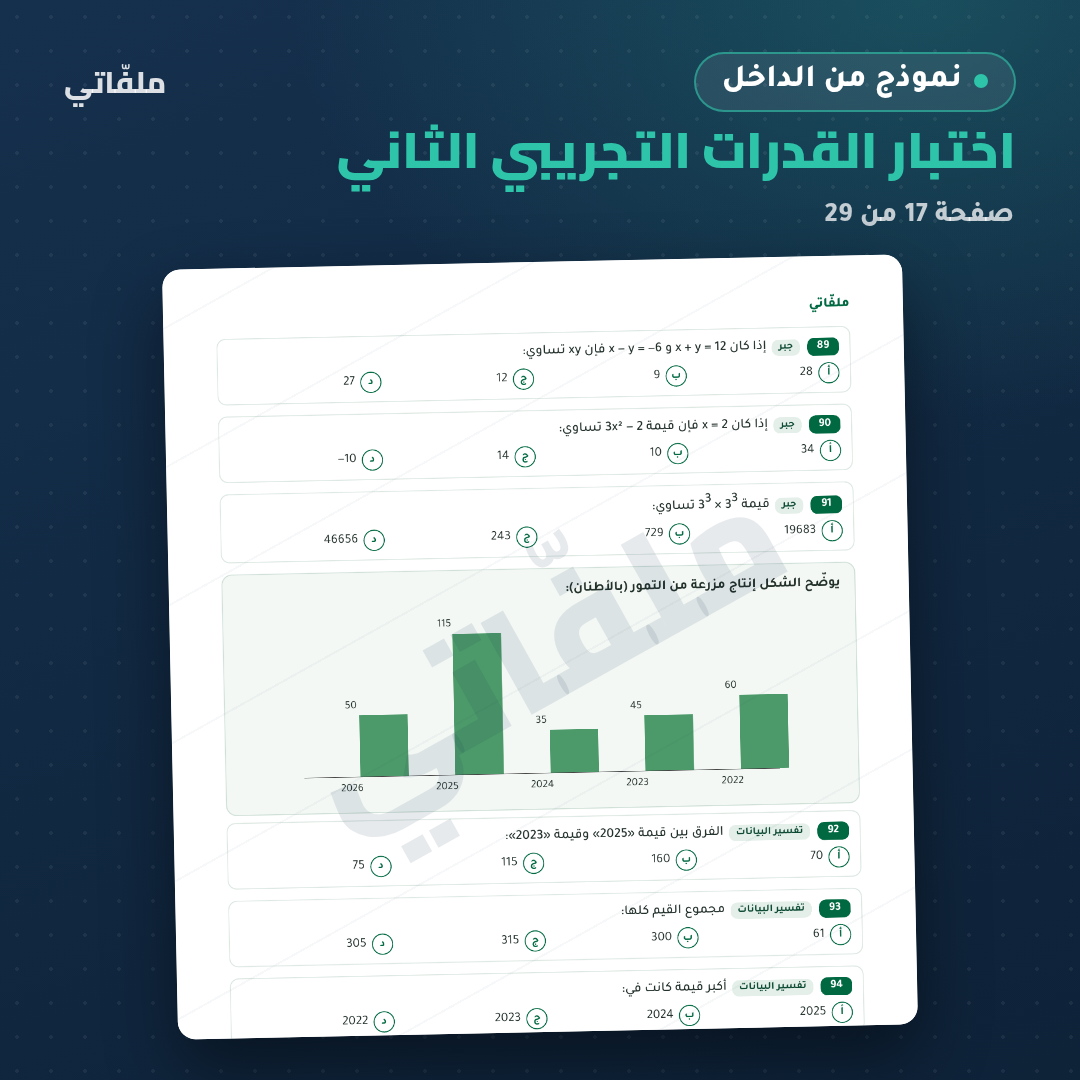 نموذج من الداخل
ملفّاتي
اختبار القدرات التجريبي الثاني
صفحة 17 من 29
ملفّاتي
89 جبر إذا كان x + y = 12 و x − y = −6 فإن xy تساوي:
أ 28 ب 9 ج 12 د 27
90 جبر إذا كان x = 2 فإن قيمة 3x² − 2 تساوي:
أ 34 ب 10 ج 14 د −10
91 جبر قيمة 3³ × 3³ تساوي:
أ 19683 ب 729 ج 243 د 46656
يوضّح الشكل إنتاج مزرعة من التمور (بالأطنان):
60 45 35 115 50
2022 2023 2024 2025 2026
ملفّاتي
92 تفسير البيانات الفرق بين قيمة «2025» وقيمة «2023»:
أ 70 ب 160 ج 115 د 75
93 تفسير البيانات مجموع القيم كلها:
أ 61 ب 300 ج 315 د 305
94 تفسير البيانات أكبر قيمة كانت في:
أ 2025 ب 2024 ج 2023 د 2022